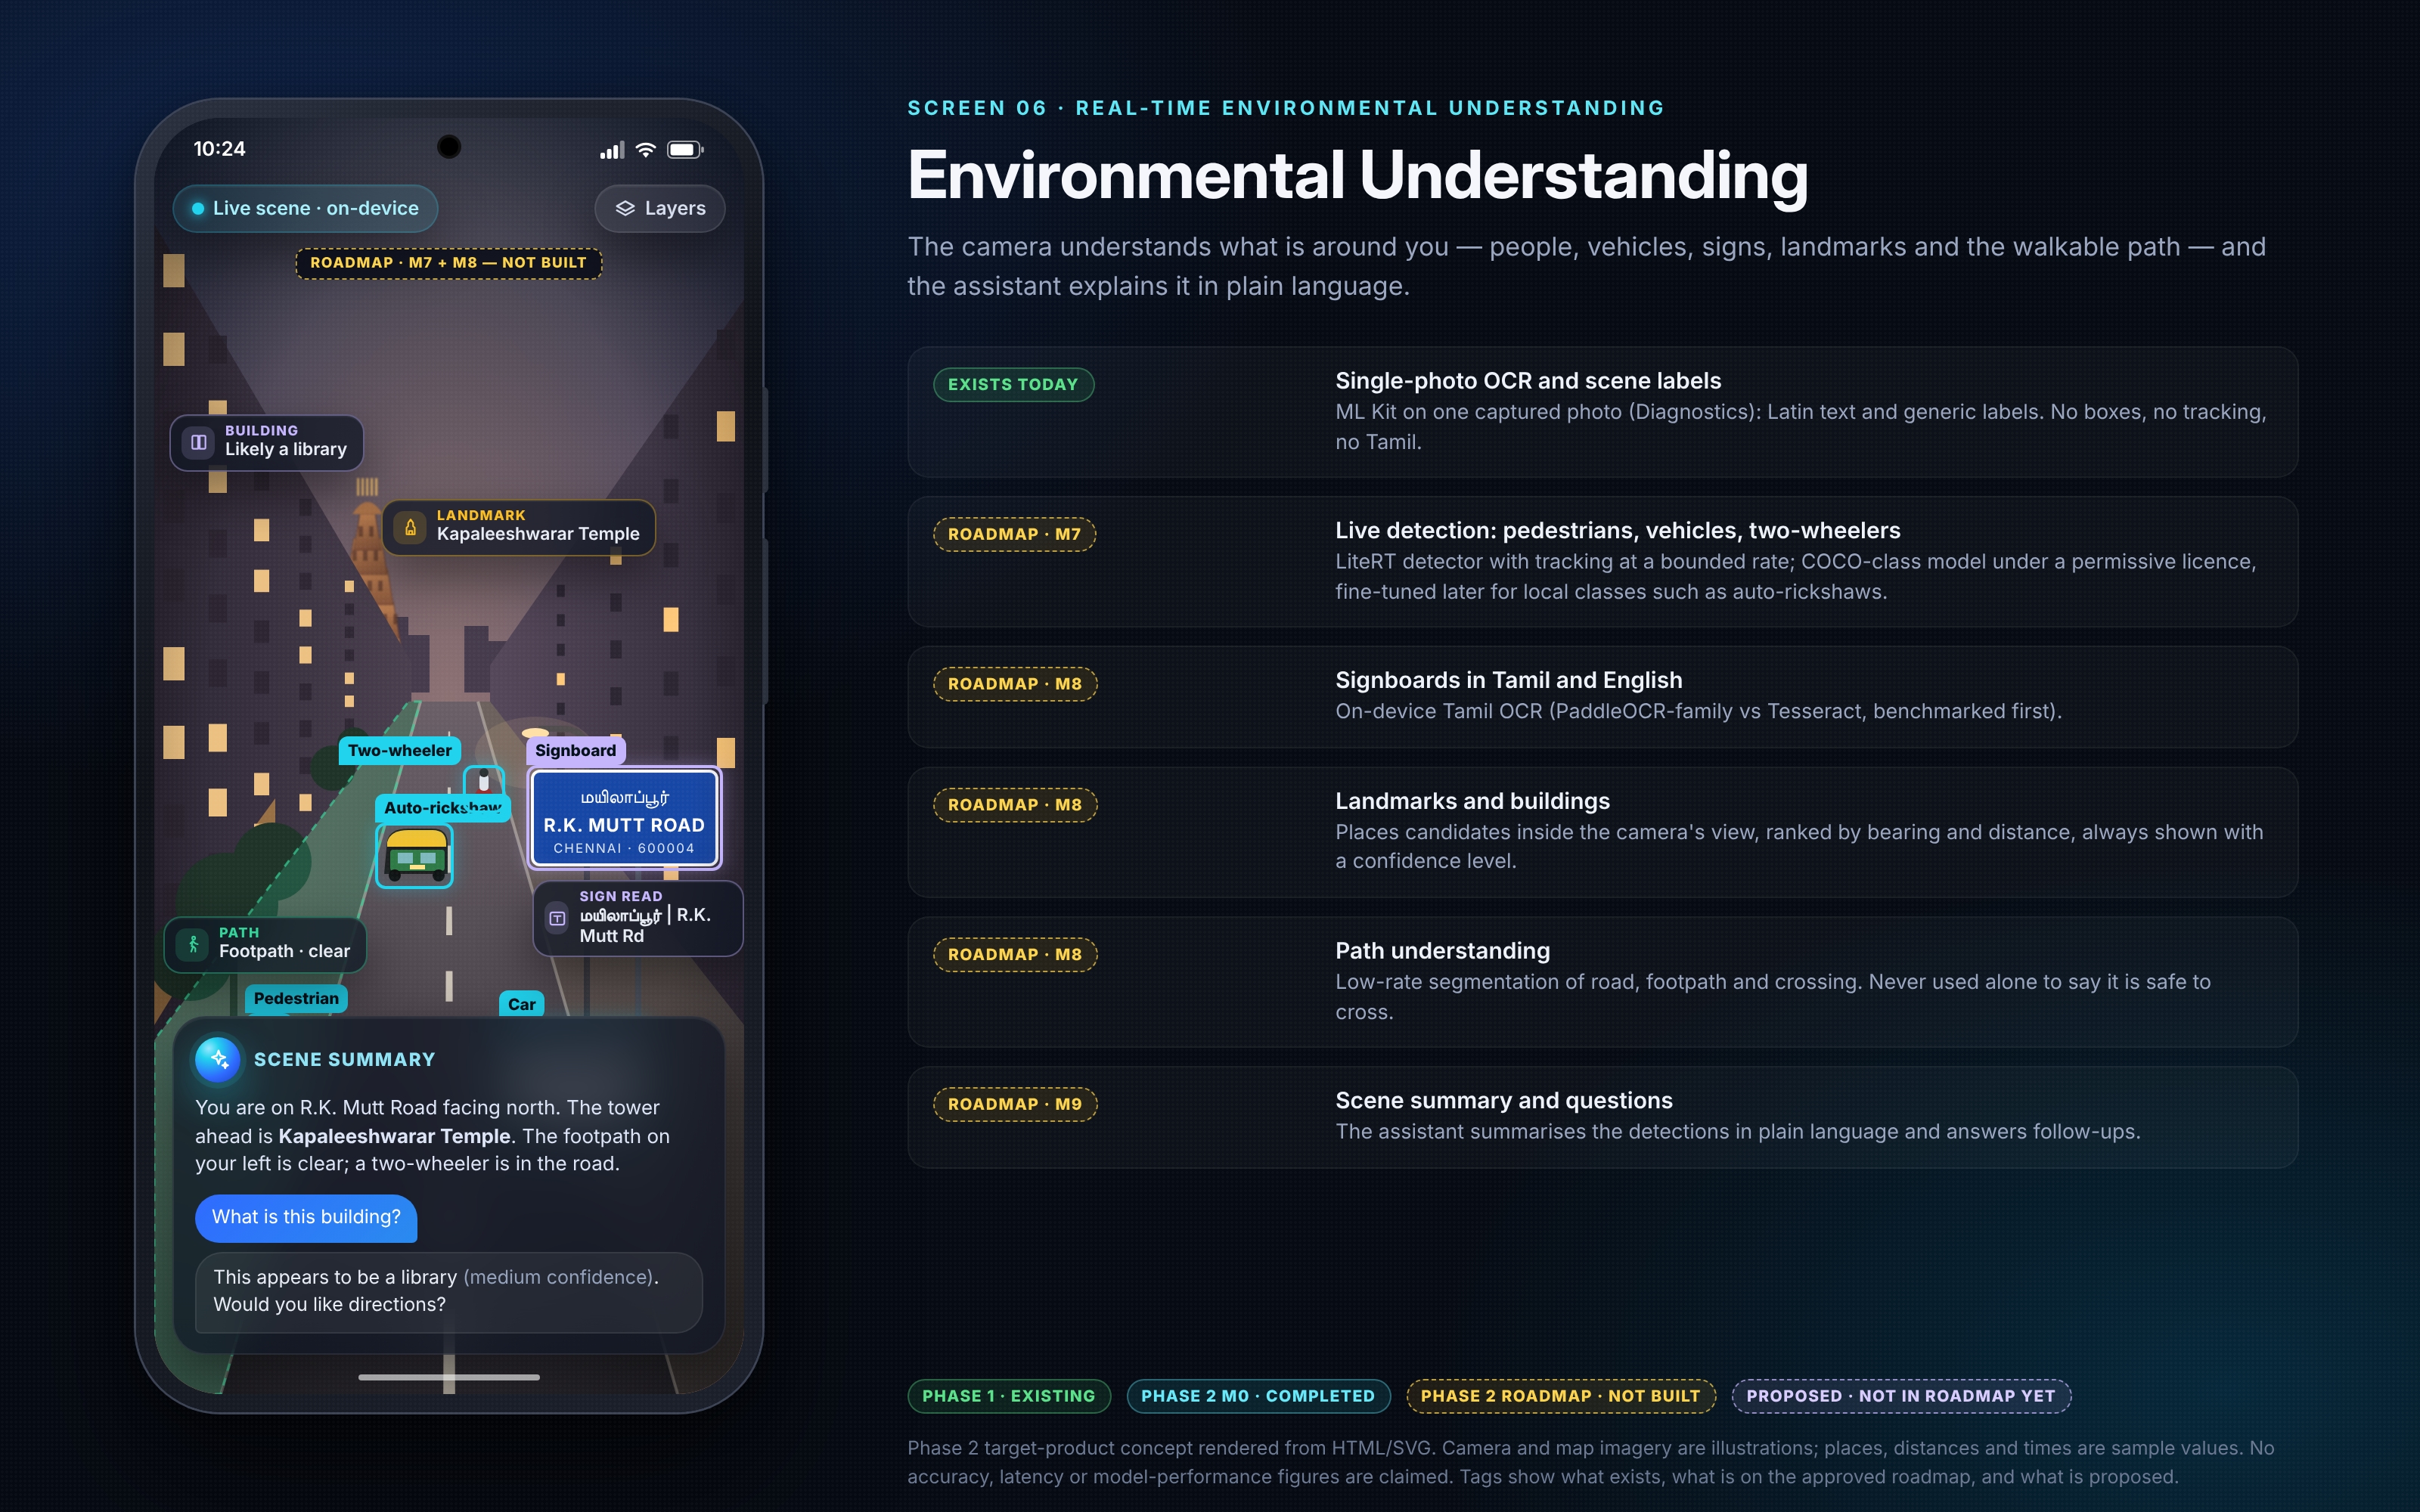 10:24
Live scene · on-device
Layers
ROADMAP · M7 + M8 — NOT BUILT
BUILDING
Likely a library
LANDMARK
Kapaleeshwarar Temple
Two-wheeler
Signboard
Auto-rickshaw
மயிலாப்பூர்
R.K. MUTT ROAD
CHENNAI · 600004
SIGN READ
மயிலாப்பூர் | R.K.
Mutt Rd
PATH
Footpath · clear
Pedestrian
Car
SCENE SUMMARY
You are on R.K. Mutt Road facing north. The tower
ahead is Kapaleeshwarar Temple. The footpath on
your left is clear; a two-wheeler is in the road.
What is this building?
This appears to be a library (medium confidence).
Would you like directions?
SCREEN 06 · REAL-TIME ENVIRONMENTAL UNDERSTANDING
Environmental Understanding
The camera understands what is around you — people, vehicles, signs, landmarks and the walkable path — and
the assistant explains it in plain language.
EXISTS TODAY
Single-photo OCR and scene labels
ML Kit on one captured photo (Diagnostics): Latin text and generic labels. No boxes, no tracking,
no Tamil.
ROADMAP · M7
Live detection: pedestrians, vehicles, two-wheelers
LiteRT detector with tracking at a bounded rate; COCO-class model under a permissive licence,
fine-tuned later for local classes such as auto-rickshaws.
ROADMAP · M8
Signboards in Tamil and English
On-device Tamil OCR (PaddleOCR-family vs Tesseract, benchmarked first).
ROADMAP · M8
Landmarks and buildings
Places candidates inside the camera's view, ranked by bearing and distance, always shown with
a confidence level.
ROADMAP · M8
Path understanding
Low-rate segmentation of road, footpath and crossing. Never used alone to say it is safe to
cross.
ROADMAP · M9
Scene summary and questions
The assistant summarises the detections in plain language and answers follow-ups.
PHASE 1 · EXISTING
PHASE 2 M0 · COMPLETED
PHASE 2 ROADMAP · NOT BUILT
PROPOSED · NOT IN ROADMAP YET
Phase 2 target-product concept rendered from HTML/SVG. Camera and map imagery are illustrations; places, distances and times are sample values. No
accuracy, latency or model-performance figures are claimed. Tags show what exists, what is on the approved roadmap, and what is proposed.